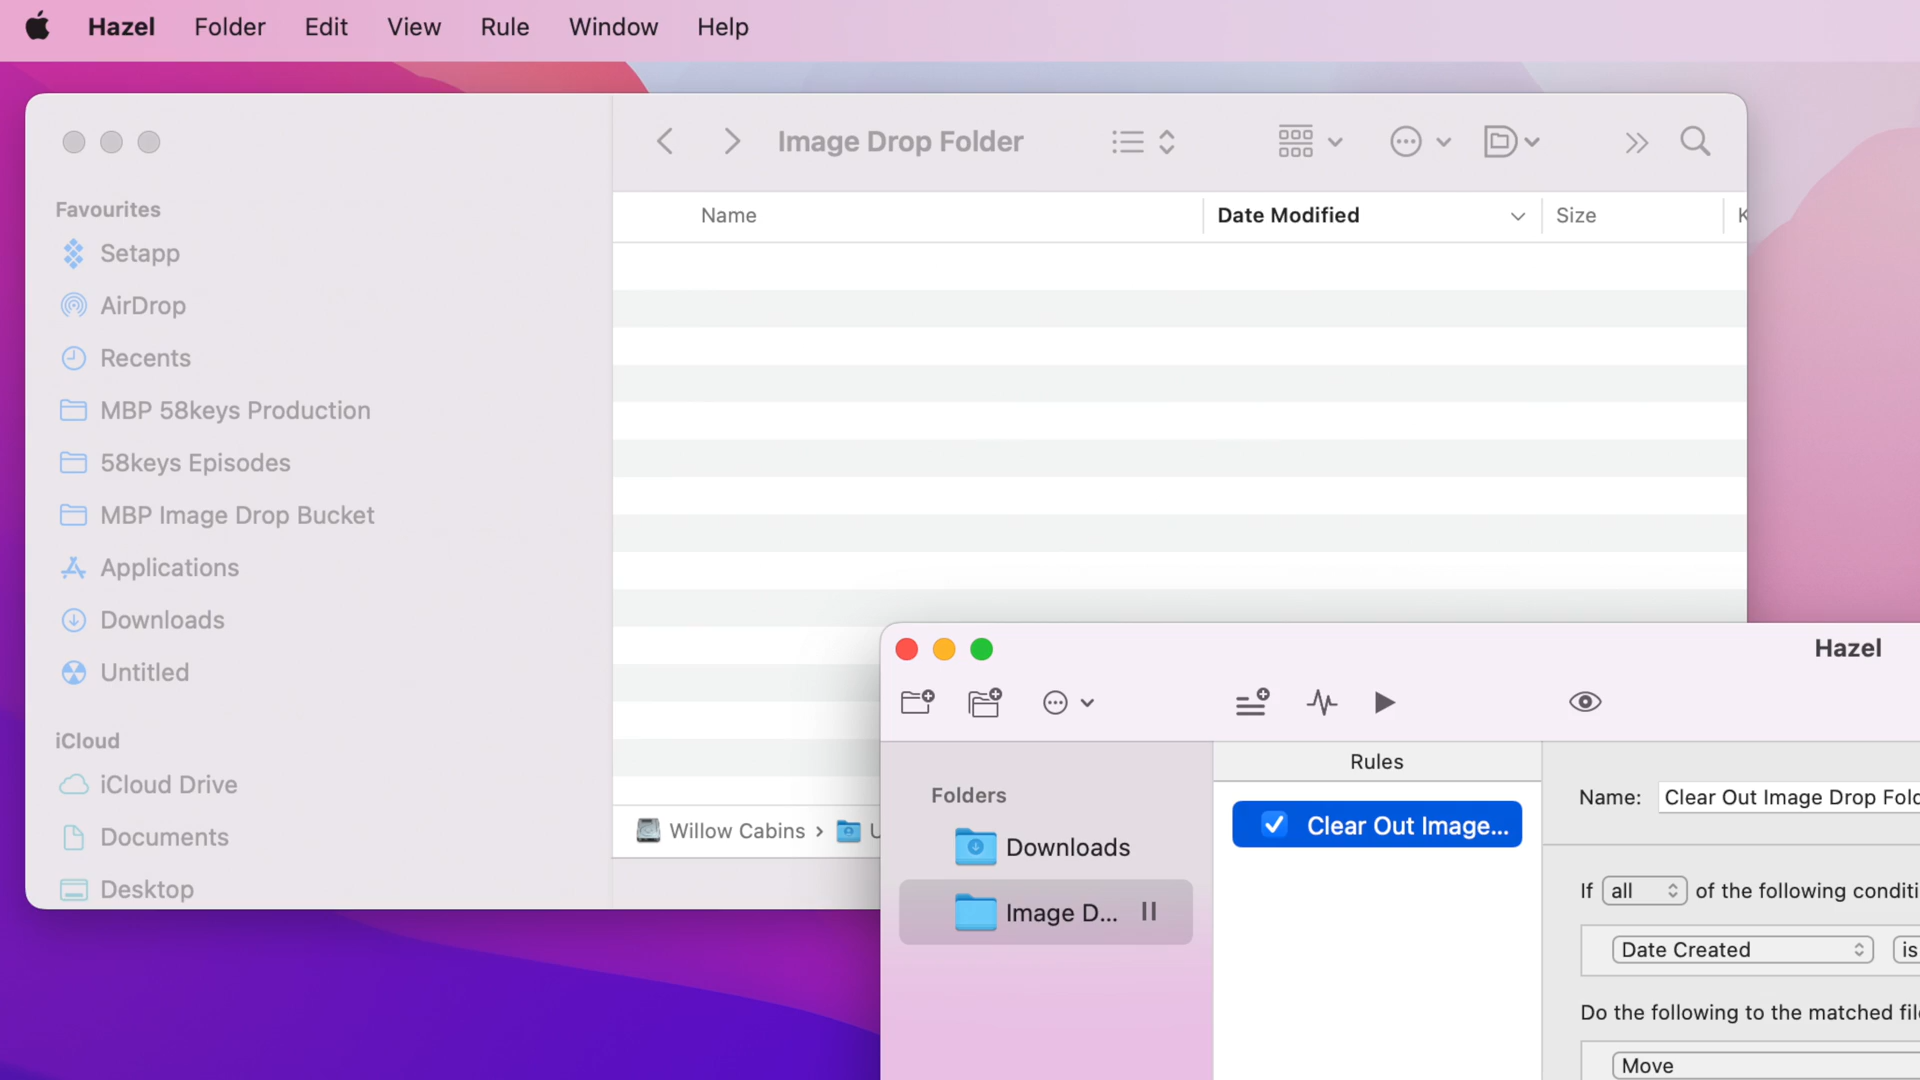 Hazel Folder Edit View Rule Window Help
Image Drop Folder
Name Date Modified Size
Favourites
Setapp
AirDrop
Recents
MBP 58keys Production
58keys Episodes
MBP Image Drop Bucket
Applications
Downloads
Untitled
iCloud
iCloud Drive
Documents
Desktop
Willow Cabins › U
Hazel
Folders
Downloads
Image D...
Rules
Clear Out Image...
Name: Clear Out Image Drop Fold
If all of the following conditi
Date Created is
Do the following to the matched fil
Move